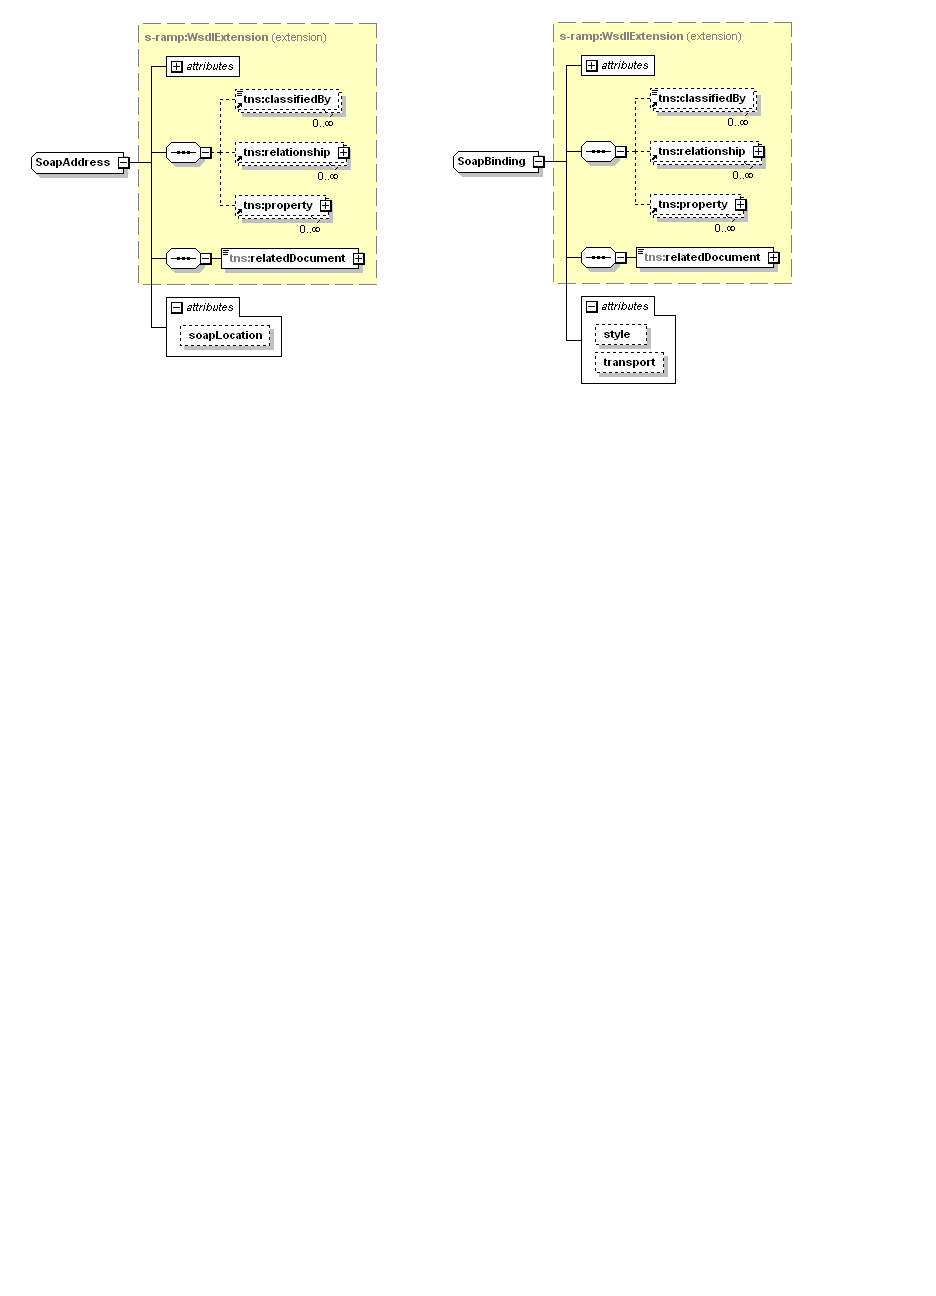 s-ramp:WsdlExtension (extension)
attributes
tns:classifiedBy
0..∞
SoapAddress
tns:relationship
0..∞
tns:property
0..∞
tns:relatedDocument
attributes
soapLocation
s-ramp:WsdlExtension (extension)
attributes
tns:classifiedBy
0..∞
SoapBinding
tns:relationship
0..∞
tns:property
0..∞
tns:relatedDocument
attributes
style
transport